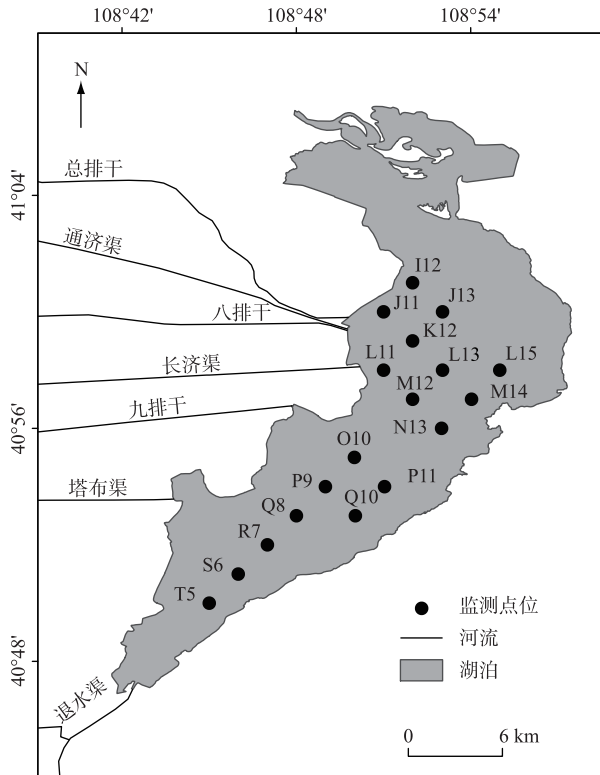 108°42' 108°48' 108°54'
N
总排干
41°04'
通济渠
I12
J11 J13
八排干
K12
长济渠
L11 L13 L15
M12 M14
九排干
40°56'
N13
O10
塔布渠
P9 P11
Q8 Q10
R7
S6
T5
监测点位
河流
40°48'
湖泊
退水渠
0 6 km